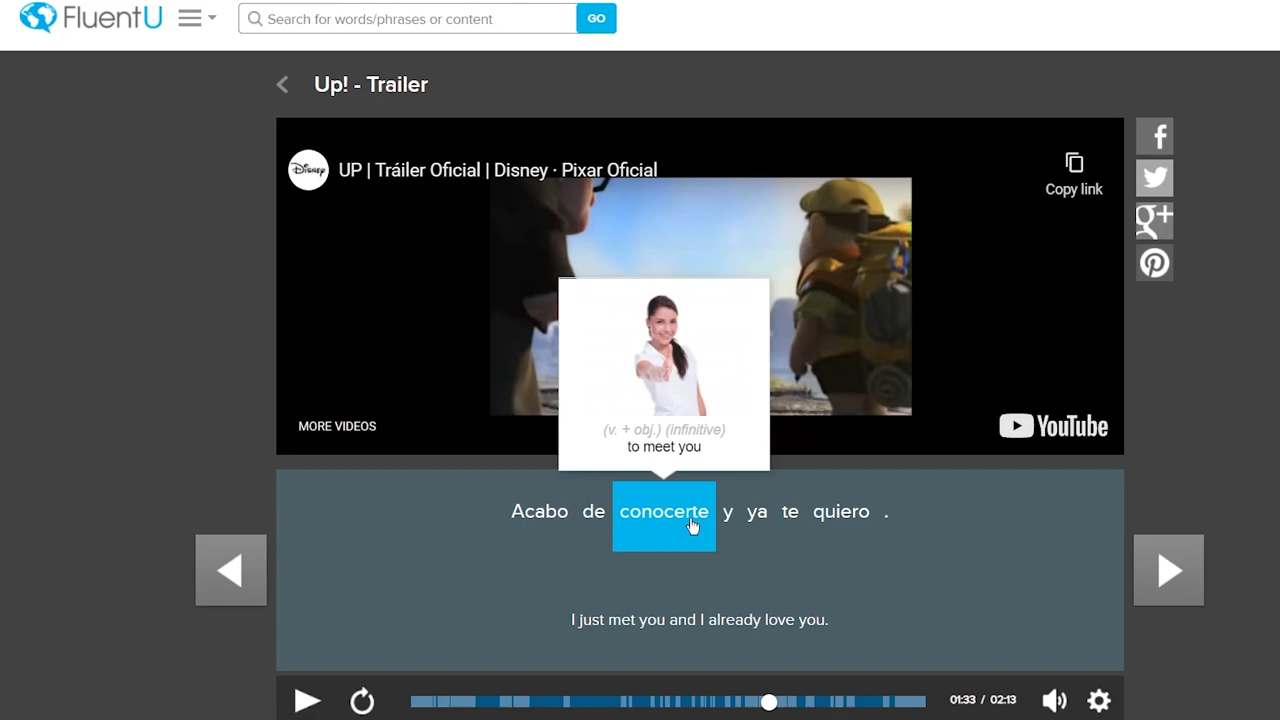 FluentU
Search for words/phrases or content
GO
Up! - Trailer
f
Disney
UP | Tráiler Oficial | Disney · Pixar Oficial
Copy link
g+
MORE VIDEOS
YouTube
(v. + obj.) (infinitive)
to meet you
Acabo de conocerte y ya te quiero .
I just met you and I already love you.
01:33 / 02:13